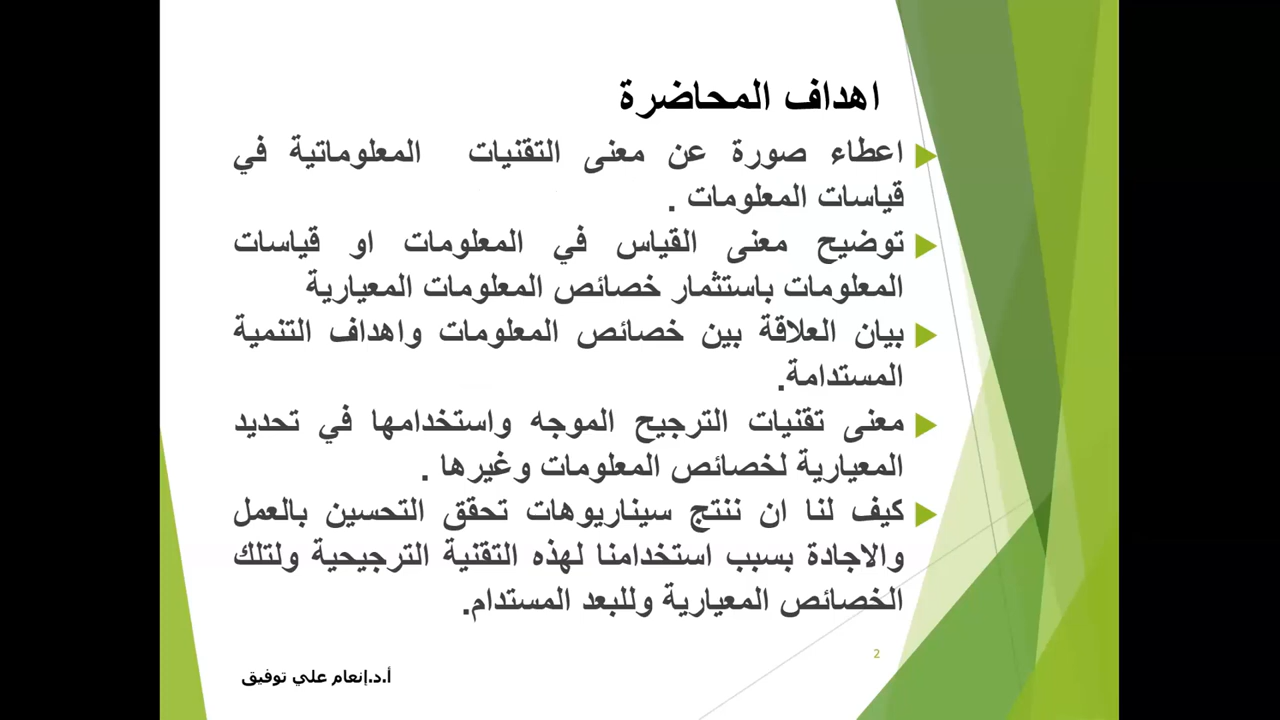 اهداف المحاضرة
اعطاء صورة عن معنى التقنيات المعلوماتية في
قياسات المعلومات .
توضيح معنى القياس في المعلومات او قياسات
المعلومات باستثمار خصائص المعلومات المعيارية
بيان العلاقة بين خصائص المعلومات واهداف التنمية
المستدامة.
معنى تقنيات الترجيح الموجه واستخدامها في تحديد
المعيارية لخصائص المعلومات وغيرها .
كيف لنا ان ننتج سيناريوهات تحقق التحسين بالعمل
والاجادة بسبب استخدامنا لهذه التقنية الترجيحية ولتلك
الخصائص المعيارية وللبعد المستدام.
2
أ.د.إنعام علي توفيق